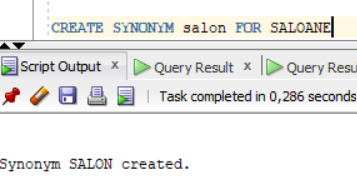 CREATE SYNONYM salon FOR SALOANE
Script Output x Query Result x Query Resu
Task completed in 0,286 seconds
Synonym SALON created.